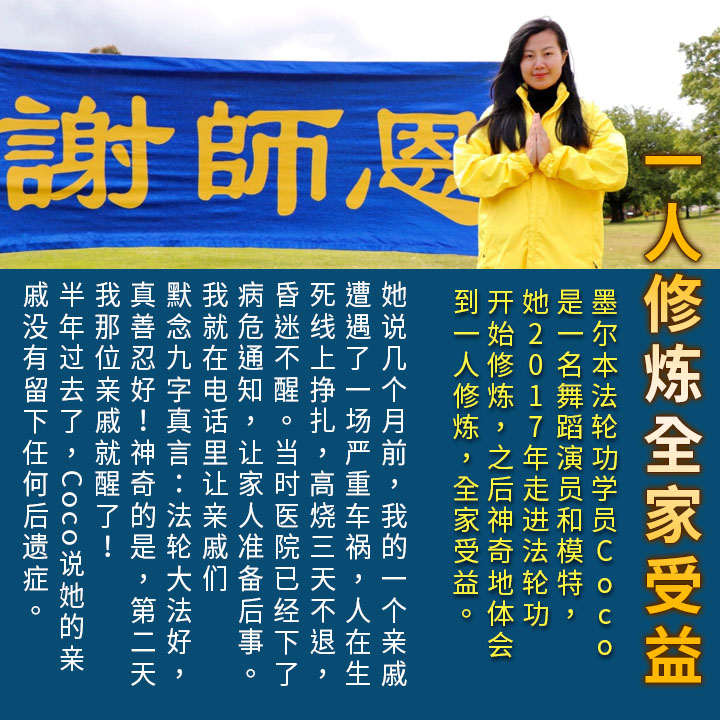 謝師恩
一人修炼全家受益
墨尔本法轮功学员Coco
是一名舞蹈演员和模特，
她2017年走进法轮功
开始修炼，之后神奇地体会
到一人修炼，全家受益。
她说几个月前，我的一个亲戚
遭遇了一场严重车祸，人在生
死线上挣扎，高烧三天不退，
昏迷不醒。当时医院已经下了
病危通知，让家人准备后事。
我就在电话里让亲戚们
默念九字真言：法轮大法好，
真善忍好！神奇的是，第二天
我那位亲戚就醒了！
半年过去了，Coco说她的亲
戚没有留下任何后遗症。